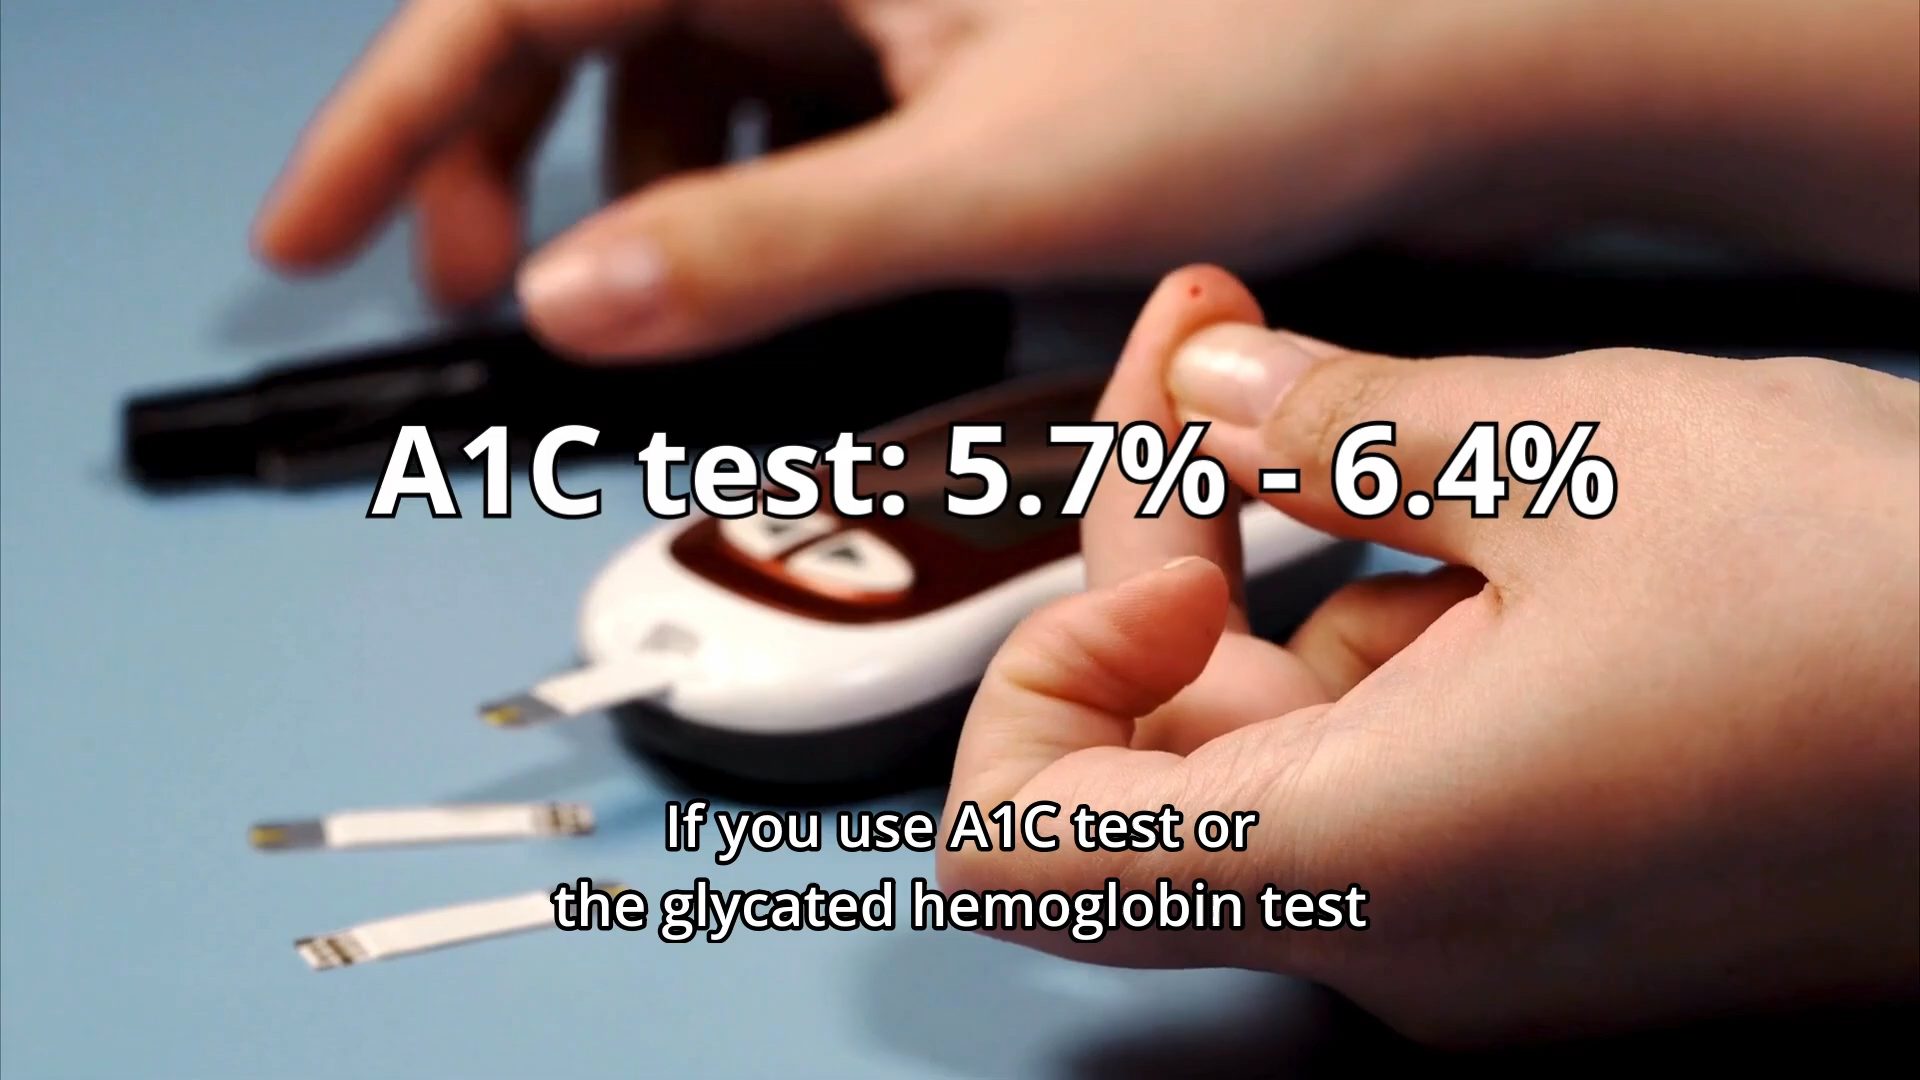 A1C test: 5.7% - 6.4%
If you use A1C test or
the glycated hemoglobin test